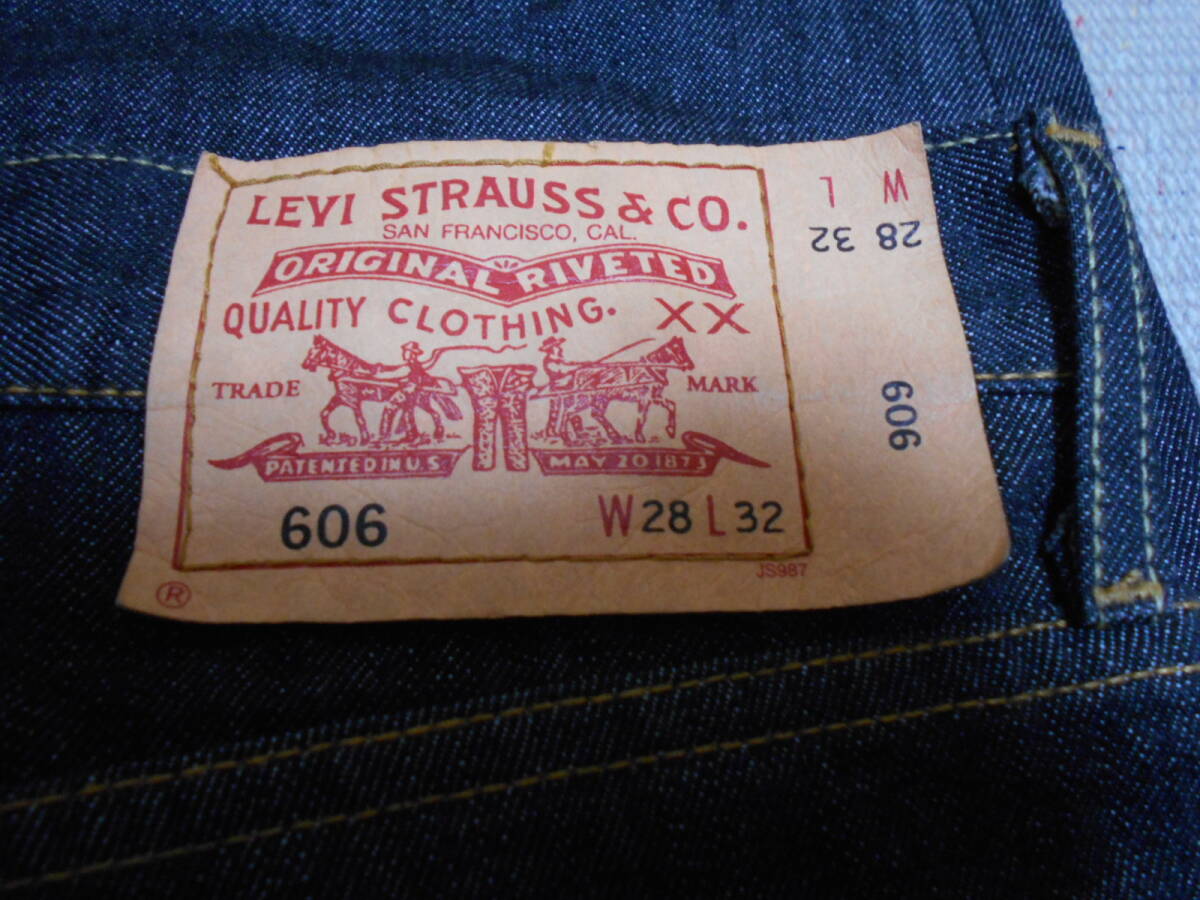 LEVI STRAUSS & CO.
SAN FRANCISCO, CAL.
ORIGINAL RIVETED
QUALITY CLOTHING. XX
TRADE MARK
PATENTED IN U.S MAY 20 1873
606 W28 L32
JS987
®
W L
28 32
606